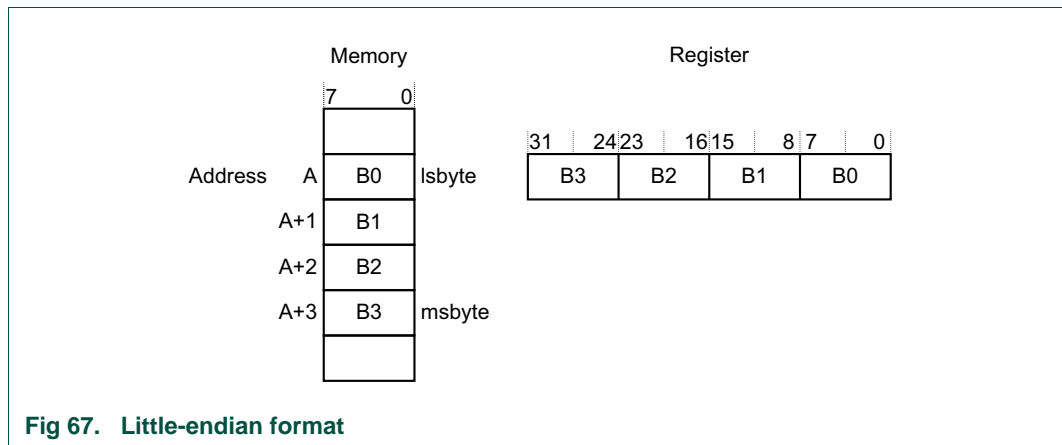 Memory
Register
7 0
31 24 23 16 15 8 7 0
Address A B0 lsbyte
B3 B2 B1 B0
A+1 B1
A+2 B2
A+3 B3 msbyte
Fig 67. Little-endian format